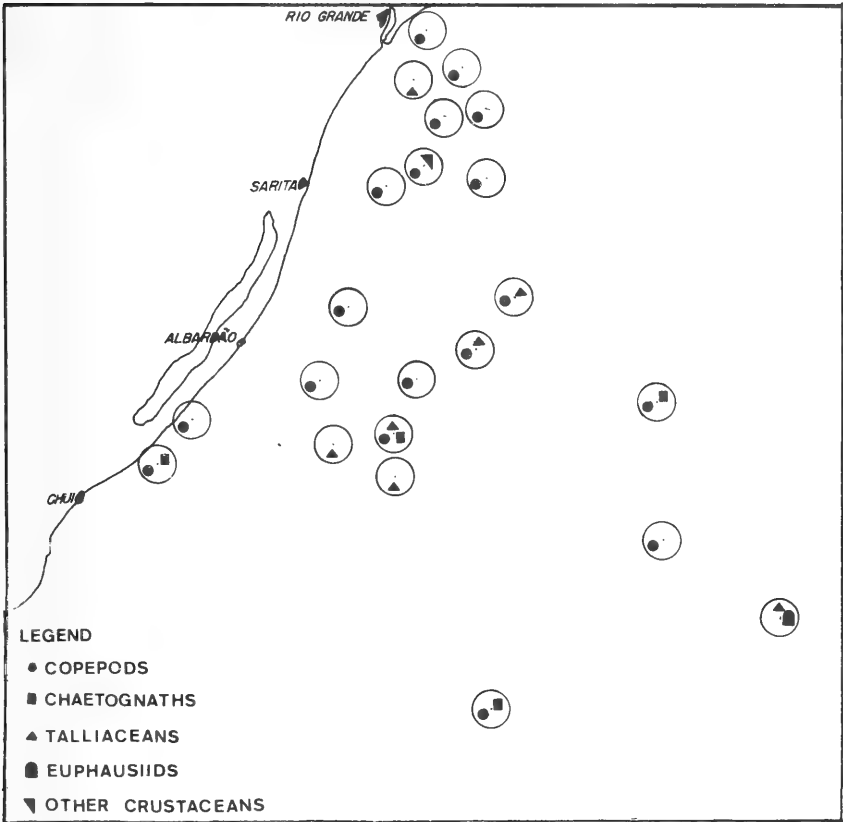 RIO GRANDE
SARITA
ALBARDÃO
CHUI
LEGEND
COPEPODS
CHAETOGNATHS
TALLIACEANS
EUPHAUSIIDS
OTHER CRUSTACEANS